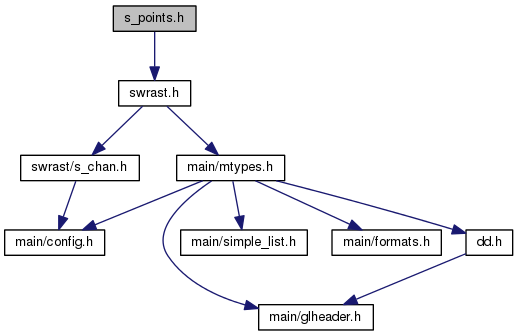 s_points.h
swrast.h
swrast/s_chan.h
main/mtypes.h
main/config.h
main/simple_list.h
main/formats.h
dd.h
main/glheader.h